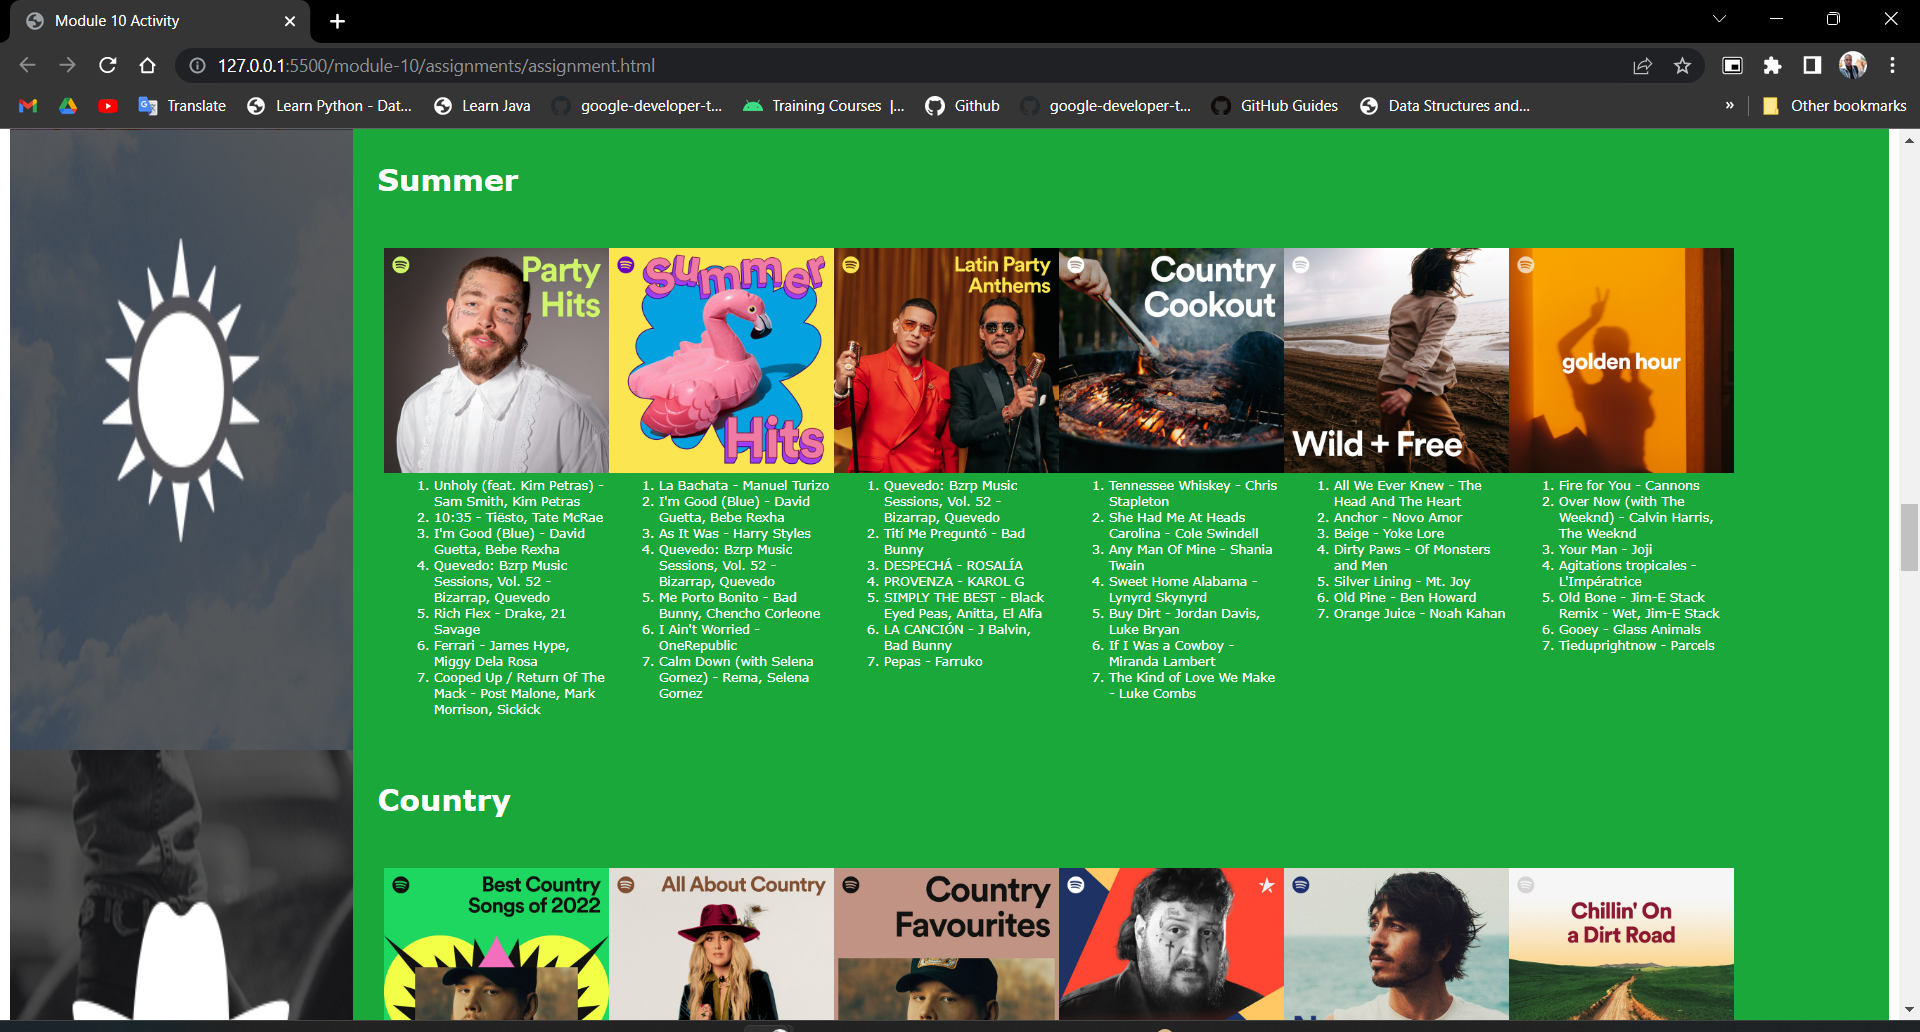 Module 10 Activity
127.0.0.1:5500/module-10/assignments/assignment.html
Translate
Learn Python - Dat...
Learn Java
google-developer-t...
Training Courses |...
Github
google-developer-t...
GitHub Guides
Data Structures and...
»
Other bookmarks
Summer
Party
Hits
Summer
Hits
Latin Party
Anthems
Country
Cookout
Wild + Free
golden hour
1. Unholy (feat. Kim Petras) -
Sam Smith, Kim Petras
2. 10:35 - Tiësto, Tate McRae
3. I'm Good (Blue) - David
Guetta, Bebe Rexha
4. Quevedo: Bzrp Music
Sessions, Vol. 52 -
Bizarrap, Quevedo
5. Rich Flex - Drake, 21
Savage
6. Ferrari - James Hype,
Miggy Dela Rosa
7. Cooped Up / Return Of The
Mack - Post Malone, Mark
Morrison, Sickick
1. La Bachata - Manuel Turizo
2. I'm Good (Blue) - David
Guetta, Bebe Rexha
3. As It Was - Harry Styles
4. Quevedo: Bzrp Music
Sessions, Vol. 52 -
Bizarrap, Quevedo
5. Me Porto Bonito - Bad
Bunny, Chencho Corleone
6. I Ain't Worried -
OneRepublic
7. Calm Down (with Selena
Gomez) - Rema, Selena
Gomez
1. Quevedo: Bzrp Music
Sessions, Vol. 52 -
Bizarrap, Quevedo
2. Tití Me Preguntó - Bad
Bunny
3. DESPECHÁ - ROSALÍA
4. PROVENZA - KAROL G
5. SIMPLY THE BEST - Black
Eyed Peas, Anitta, El Alfa
6. LA CANCIÓN - J Balvin,
Bad Bunny
7. Pepas - Farruko
1. Tennessee Whiskey - Chris
Stapleton
2. She Had Me At Heads
Carolina - Cole Swindell
3. Any Man Of Mine - Shania
Twain
4. Sweet Home Alabama -
Lynyrd Skynyrd
5. Buy Dirt - Jordan Davis,
Luke Bryan
6. If I Was a Cowboy -
Miranda Lambert
7. The Kind of Love We Make
- Luke Combs
1. All We Ever Knew - The
Head And The Heart
2. Anchor - Novo Amor
3. Beige - Yoke Lore
4. Dirty Paws - Of Monsters
and Men
5. Silver Lining - Mt. Joy
6. Old Pine - Ben Howard
7. Orange Juice - Noah Kahan
1. Fire for You - Cannons
2. Over Now (with The
Weeknd) - Calvin Harris,
The Weeknd
3. Your Man - Joji
4. Agitations tropicales -
L'Impératrice
5. Old Bone - Jim-E Stack
Remix - Wet, Jim-E Stack
6. Gooey - Glass Animals
7. Tieduprightnow - Parcels
Country
Best Country
Songs of 2022
All About Country
Country
Favourites
Chillin' On
a Dirt Road